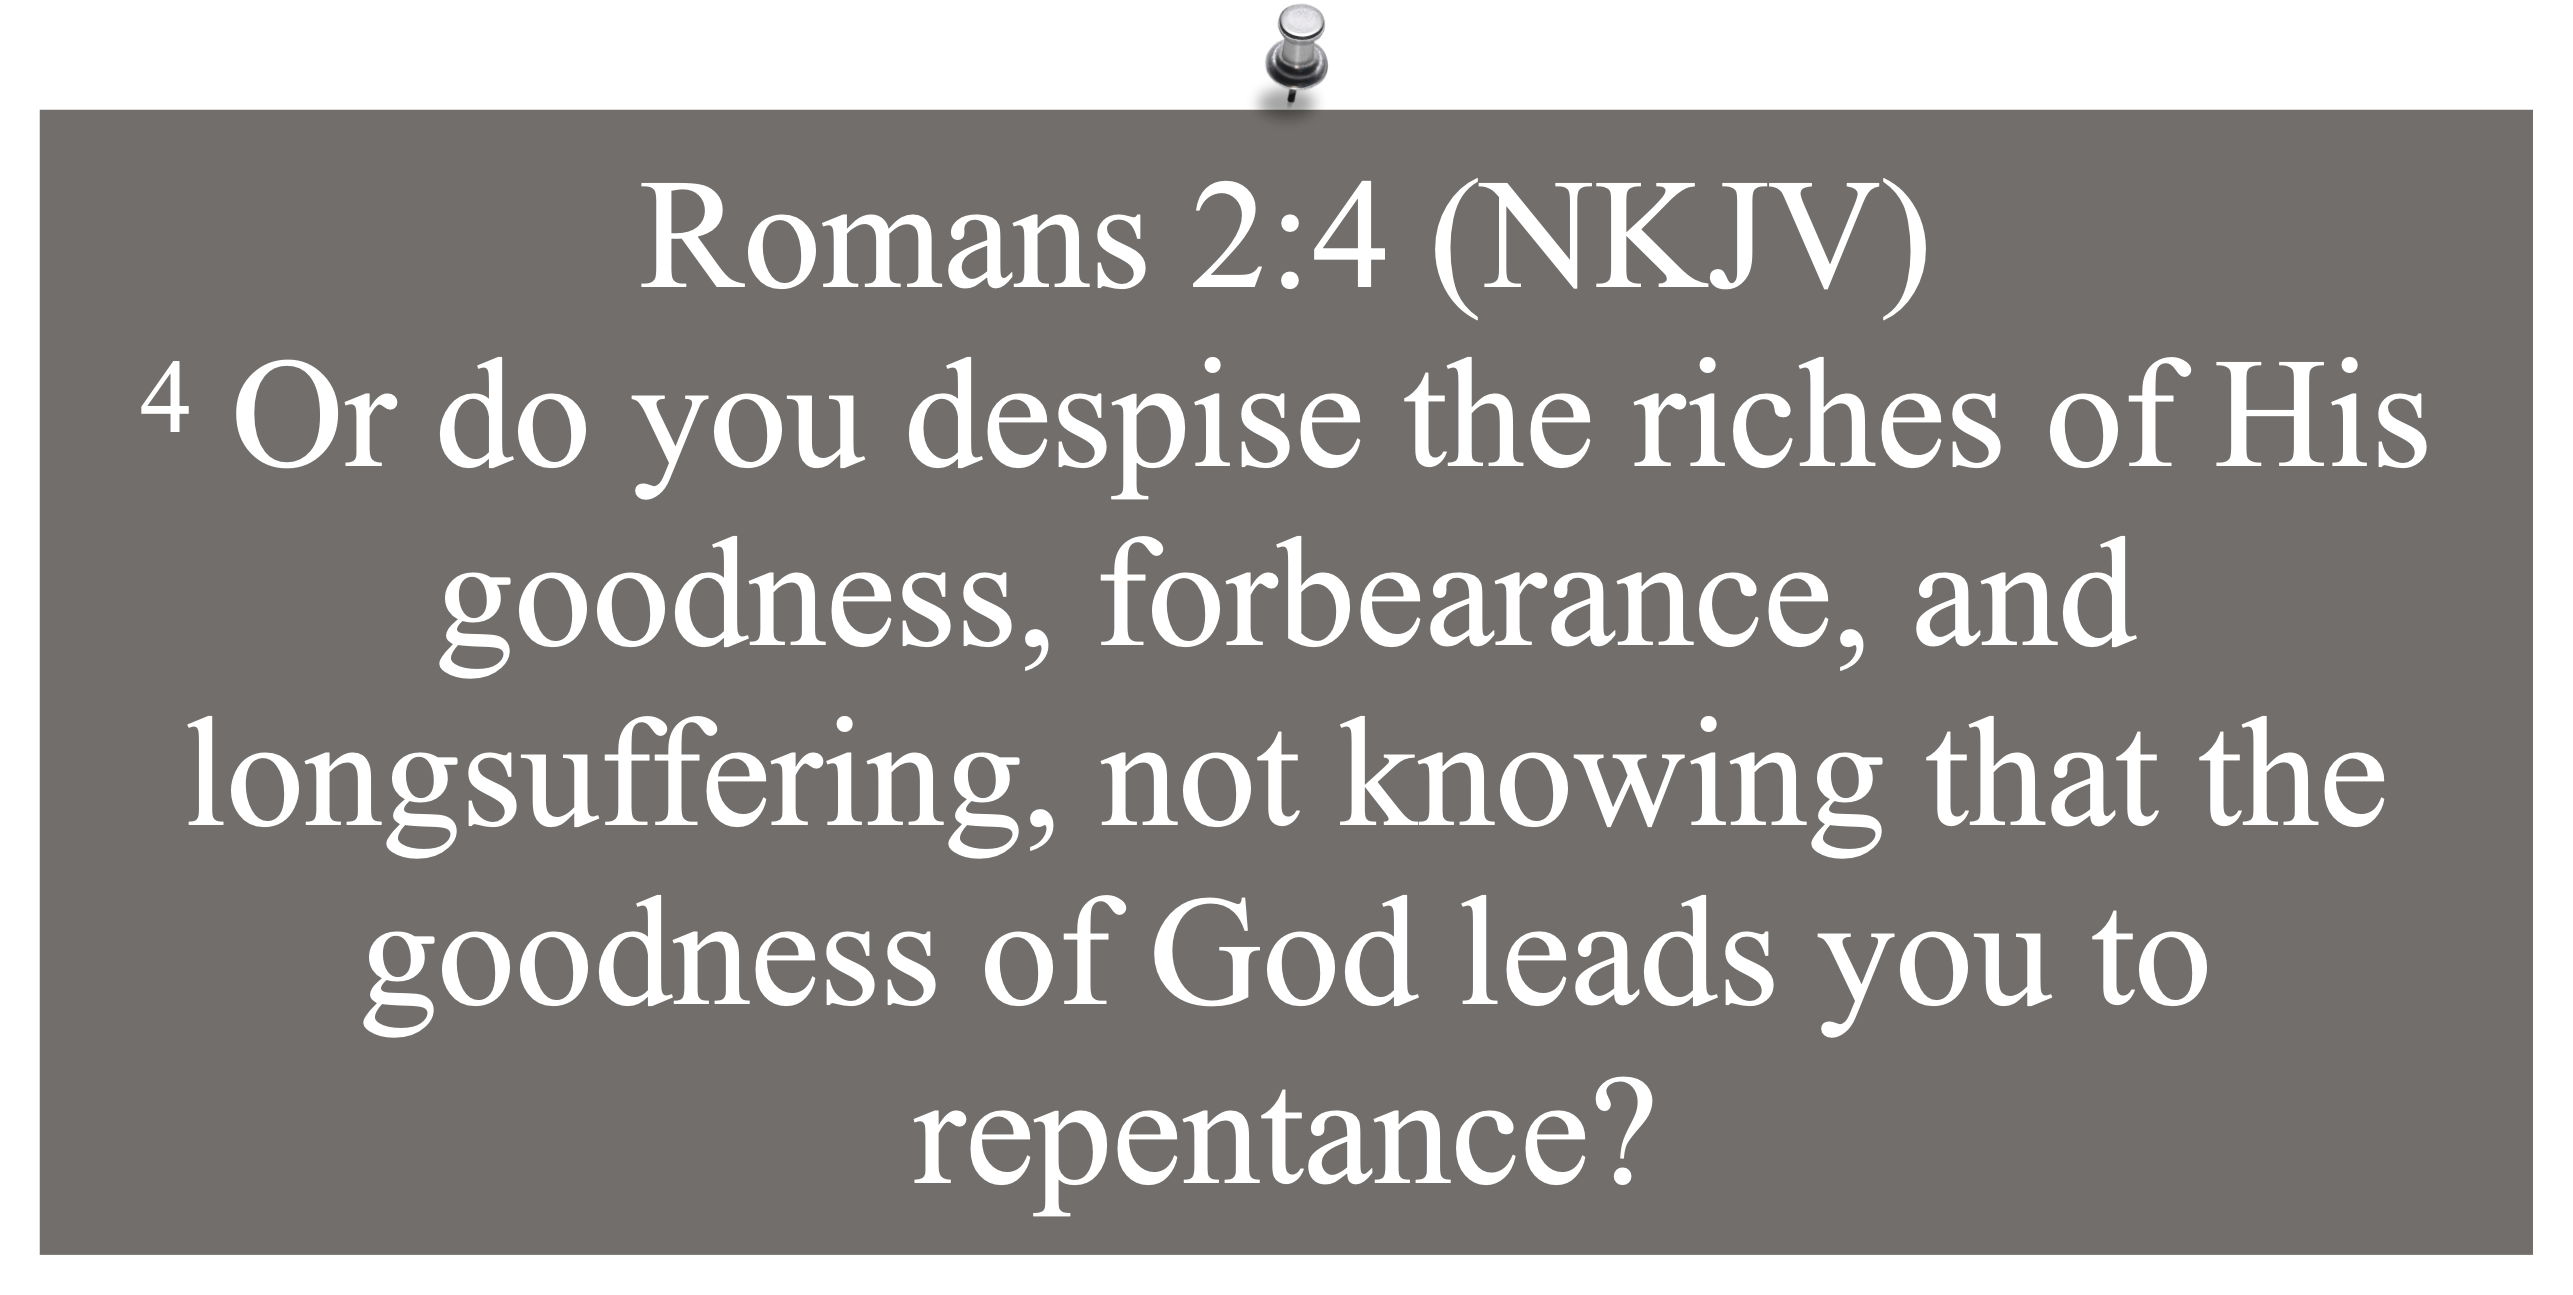 Romans 2:4 (NKJV)
⁴ Or do you despise the riches of His
goodness, forbearance, and
longsuffering, not knowing that the
goodness of God leads you to
repentance?